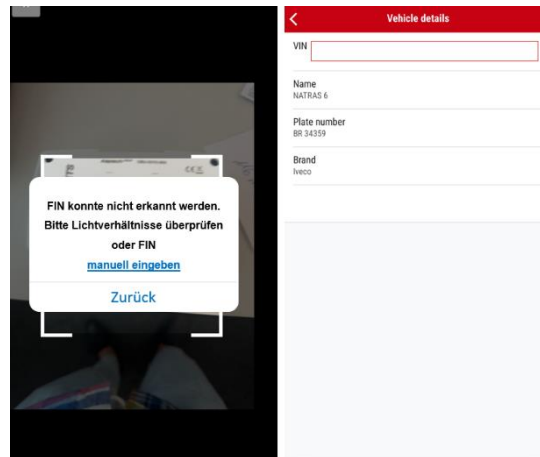 FIN konnte nicht erkannt werden.
Bitte Lichtverhältnisse überprüfen
oder FIN
manuell eingeben
Zurück
Vehicle details
VIN
Name
NATRAS 6
Plate number
BR 34359
Brand
Iveco